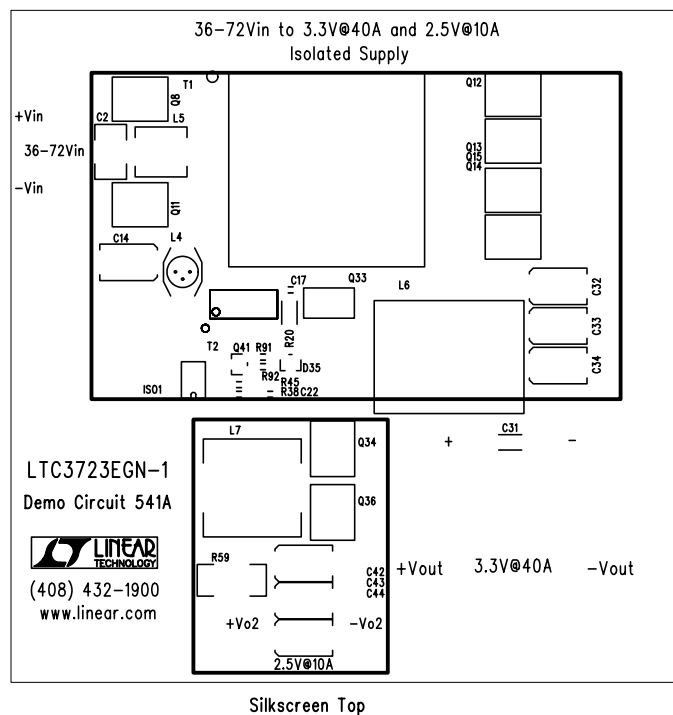 36-72Vin to 3.3V@40A and 2.5V@10A
Isolated Supply
T1
Q8
Q12
+Vin
C2
L5
36-72Vin
Q13
Q15
Q14
-Vin
Q11
C14
L4
C17
Q33
L6
C32
R20
C33
T2
Q41
R91
D35
C34
R92
ISO1
R45
R38
C22
L7
Q34
+
C31
-
LTC3723EGN-1
Demo Circuit 541A
Q36
LINEAR
TECHNOLOGY
R59
(408) 432-1900
www.linear.com
C42
C43
C44
+Vout
3.3V@40A
-Vout
+Vo2
-Vo2
2.5V@10A
Silkscreen Top